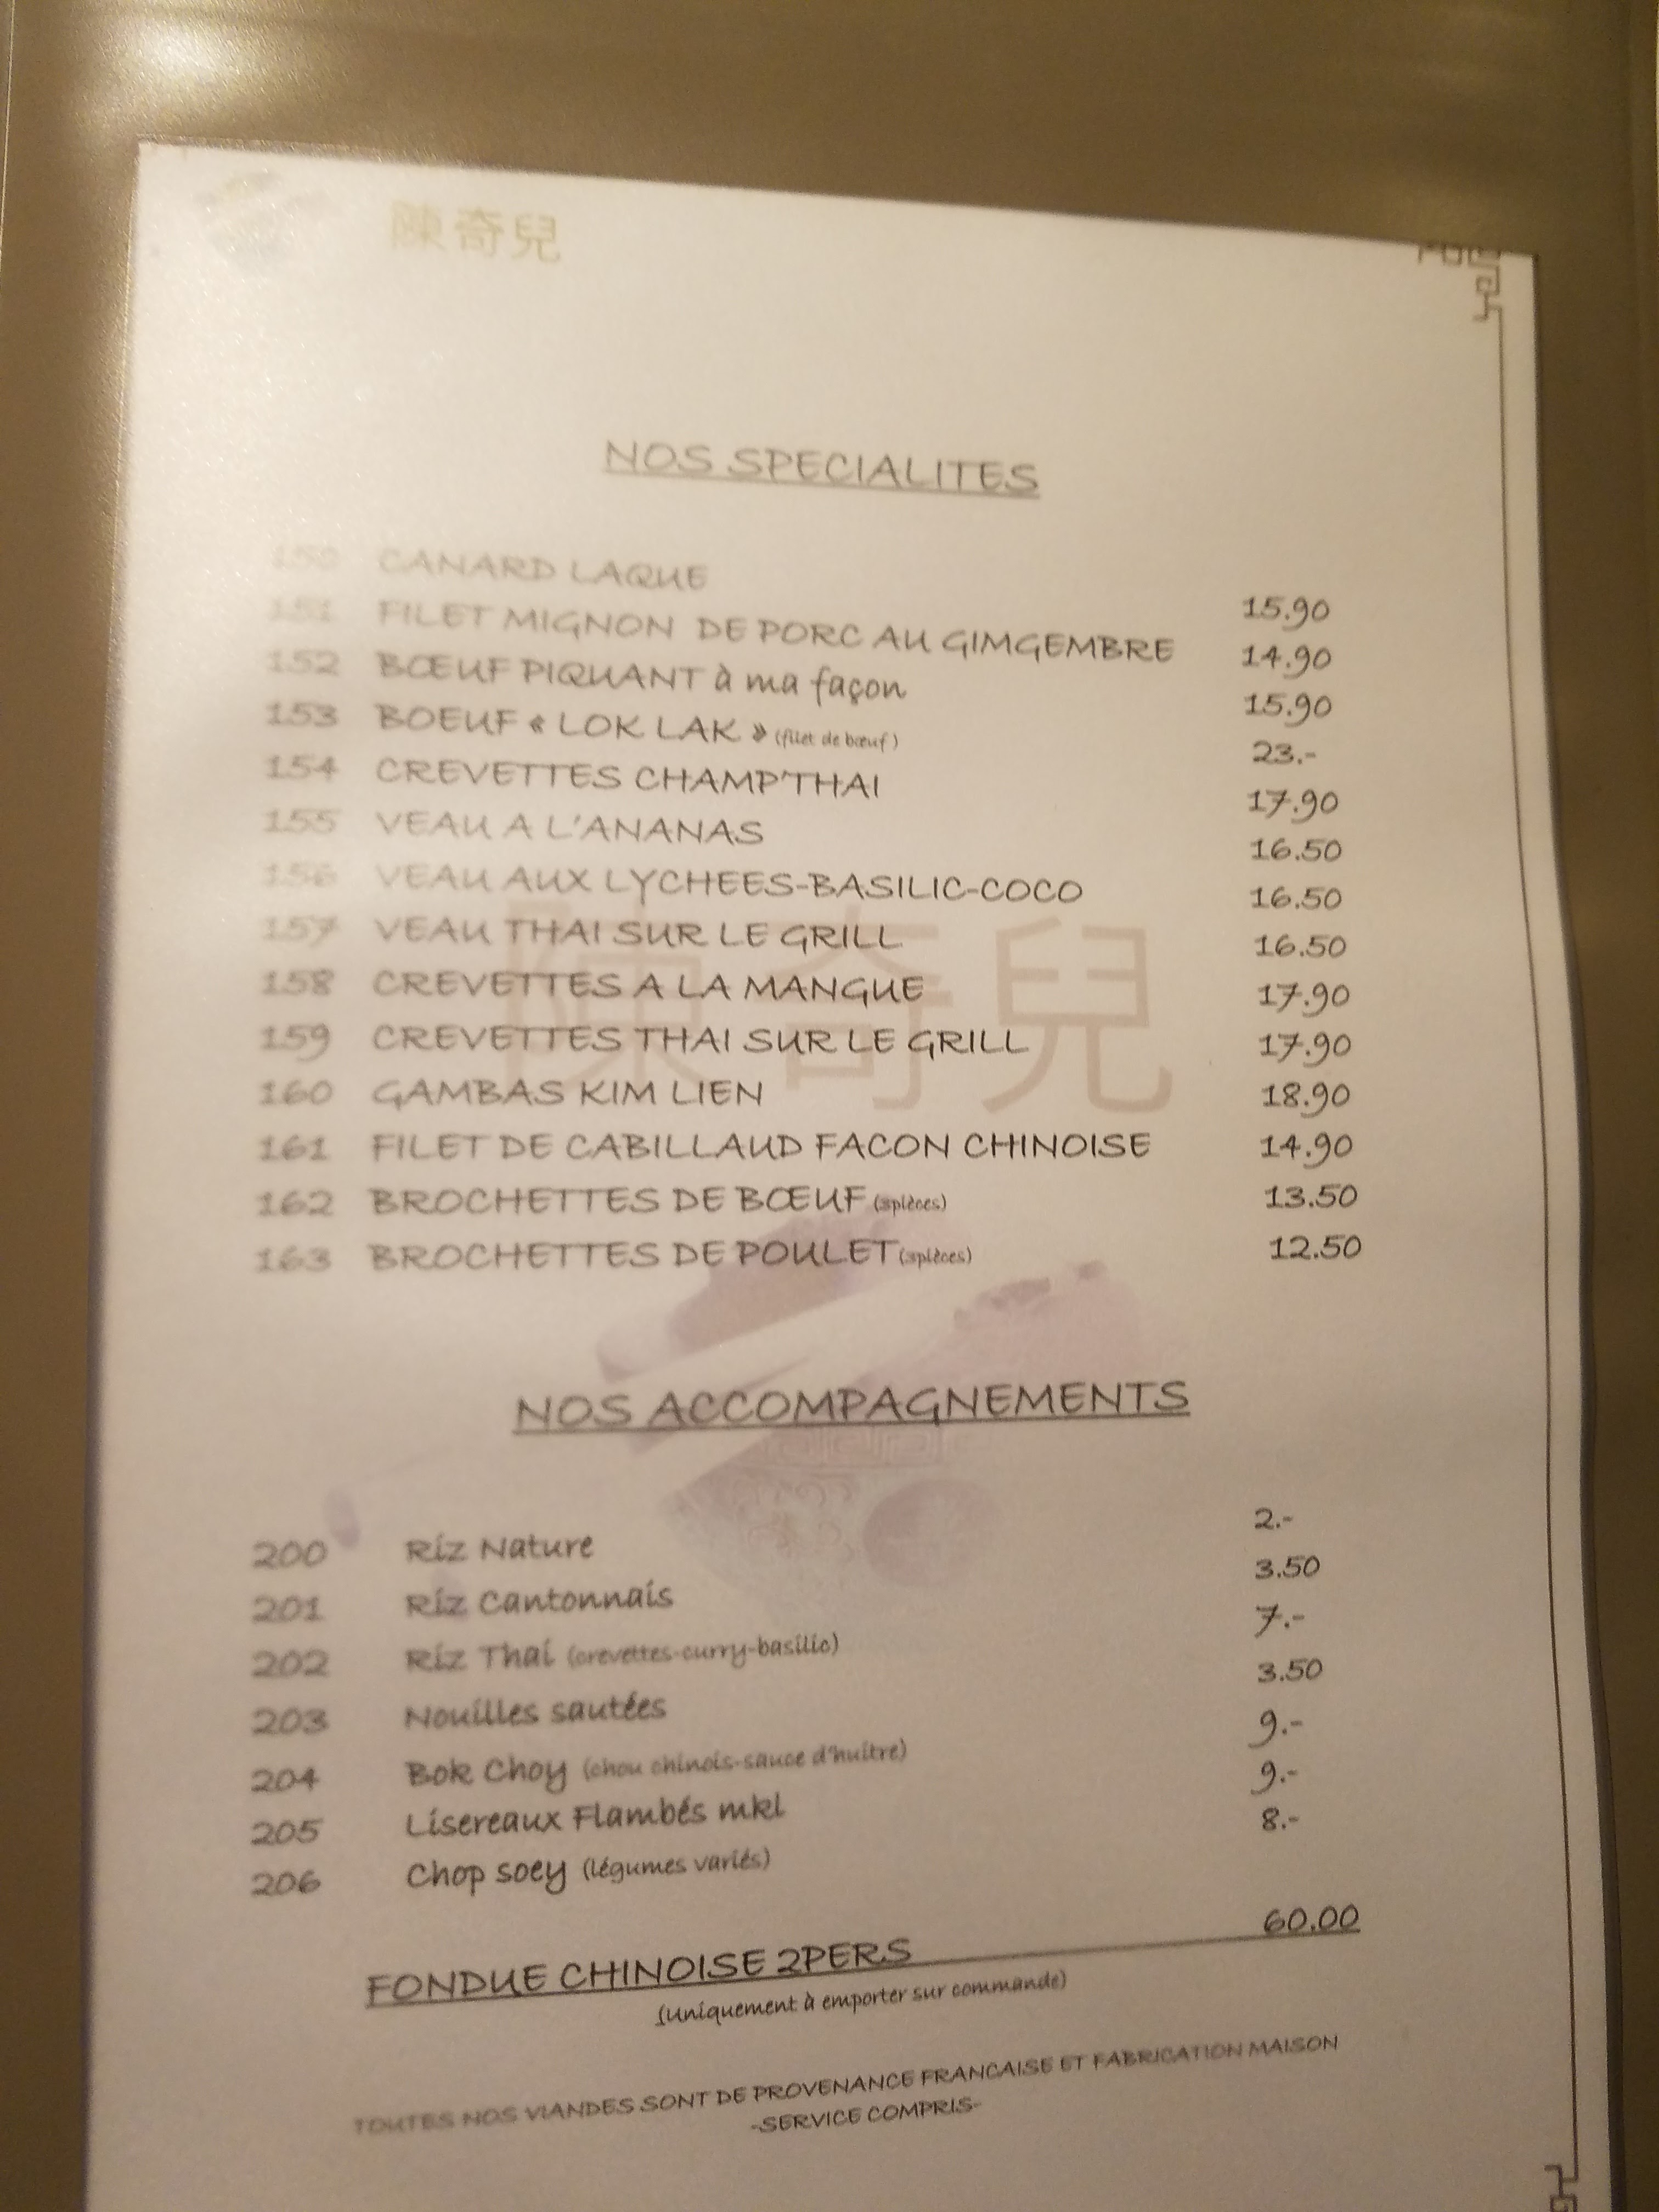 陳奇兒
NOS SPECIALITES
150 CANARD LAQUE 15.90
151 FILET MIGNON DE PORC AU GIMGEMBRE 14.90
152 BŒUF PIQUANT à ma façon 15.90
153 BOEUF « LOK LAK » (filet de bœuf) 23.-
154 CREVETTES CHAMP'THAI 17.90
155 VEAU A L'ANANAS 16.50
156 VEAU AUX LYCHEES-BASILIC-COCO 16.50
157 VEAU THAI SUR LE GRILL 16.50
158 CREVETTES A LA MANGUE 17.90
159 CREVETTES THAI SUR LE GRILL 17.90
陳奇兒
160 GAMBAS KIM LIEN 18.90
161 FILET DE CABILLAUD FACON CHINOISE 14.90
162 BROCHETTES DE BŒUF (3pièces) 13.50
163 BROCHETTES DE POULET (3pièces) 12.50
NOS ACCOMPAGNEMENTS
200 Riz Nature 2.-
201 Riz Cantonnais 3.50
202 Riz Thai (crevettes-curry-basilic) 7.-
203 Nouilles sautées 3.50
204 Bok Choy (chou chinois-sauce d'huître) 9.-
205 Lisereaux Flambés mkl 9.-
206 Chop soey (légumes variés) 8.-
FONDUE CHINOISE 2PERS 60.00
(Uniquement à emporter sur commande)
TOUTES NOS VIANDES SONT DE PROVENANCE FRANCAISE ET FABRICATION MAISON
-SERVICE COMPRIS-